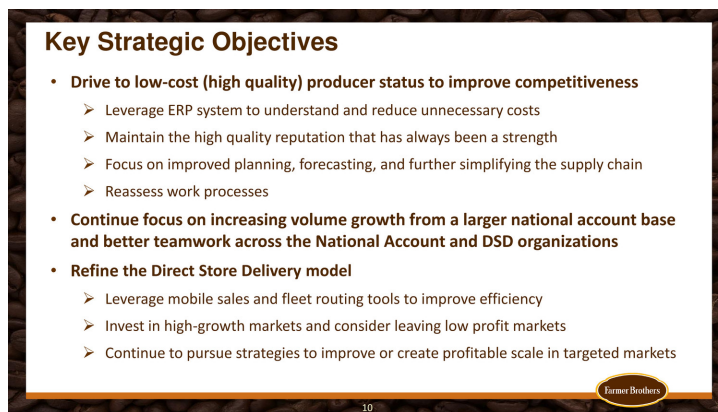 Key Strategic Objectives
• Drive to low-cost (high quality) producer status to improve competitiveness
➢ Leverage ERP system to understand and reduce unnecessary costs
➢ Maintain the high quality reputation that has always been a strength
➢ Focus on improved planning, forecasting, and further simplifying the supply chain
➢ Reassess work processes
• Continue focus on increasing volume growth from a larger national account base
and better teamwork across the National Account and DSD organizations
• Refine the Direct Store Delivery model
➢ Leverage mobile sales and fleet routing tools to improve efficiency
➢ Invest in high-growth markets and consider leaving low profit markets
➢ Continue to pursue strategies to improve or create profitable scale in targeted markets
Farmer Brothers
10